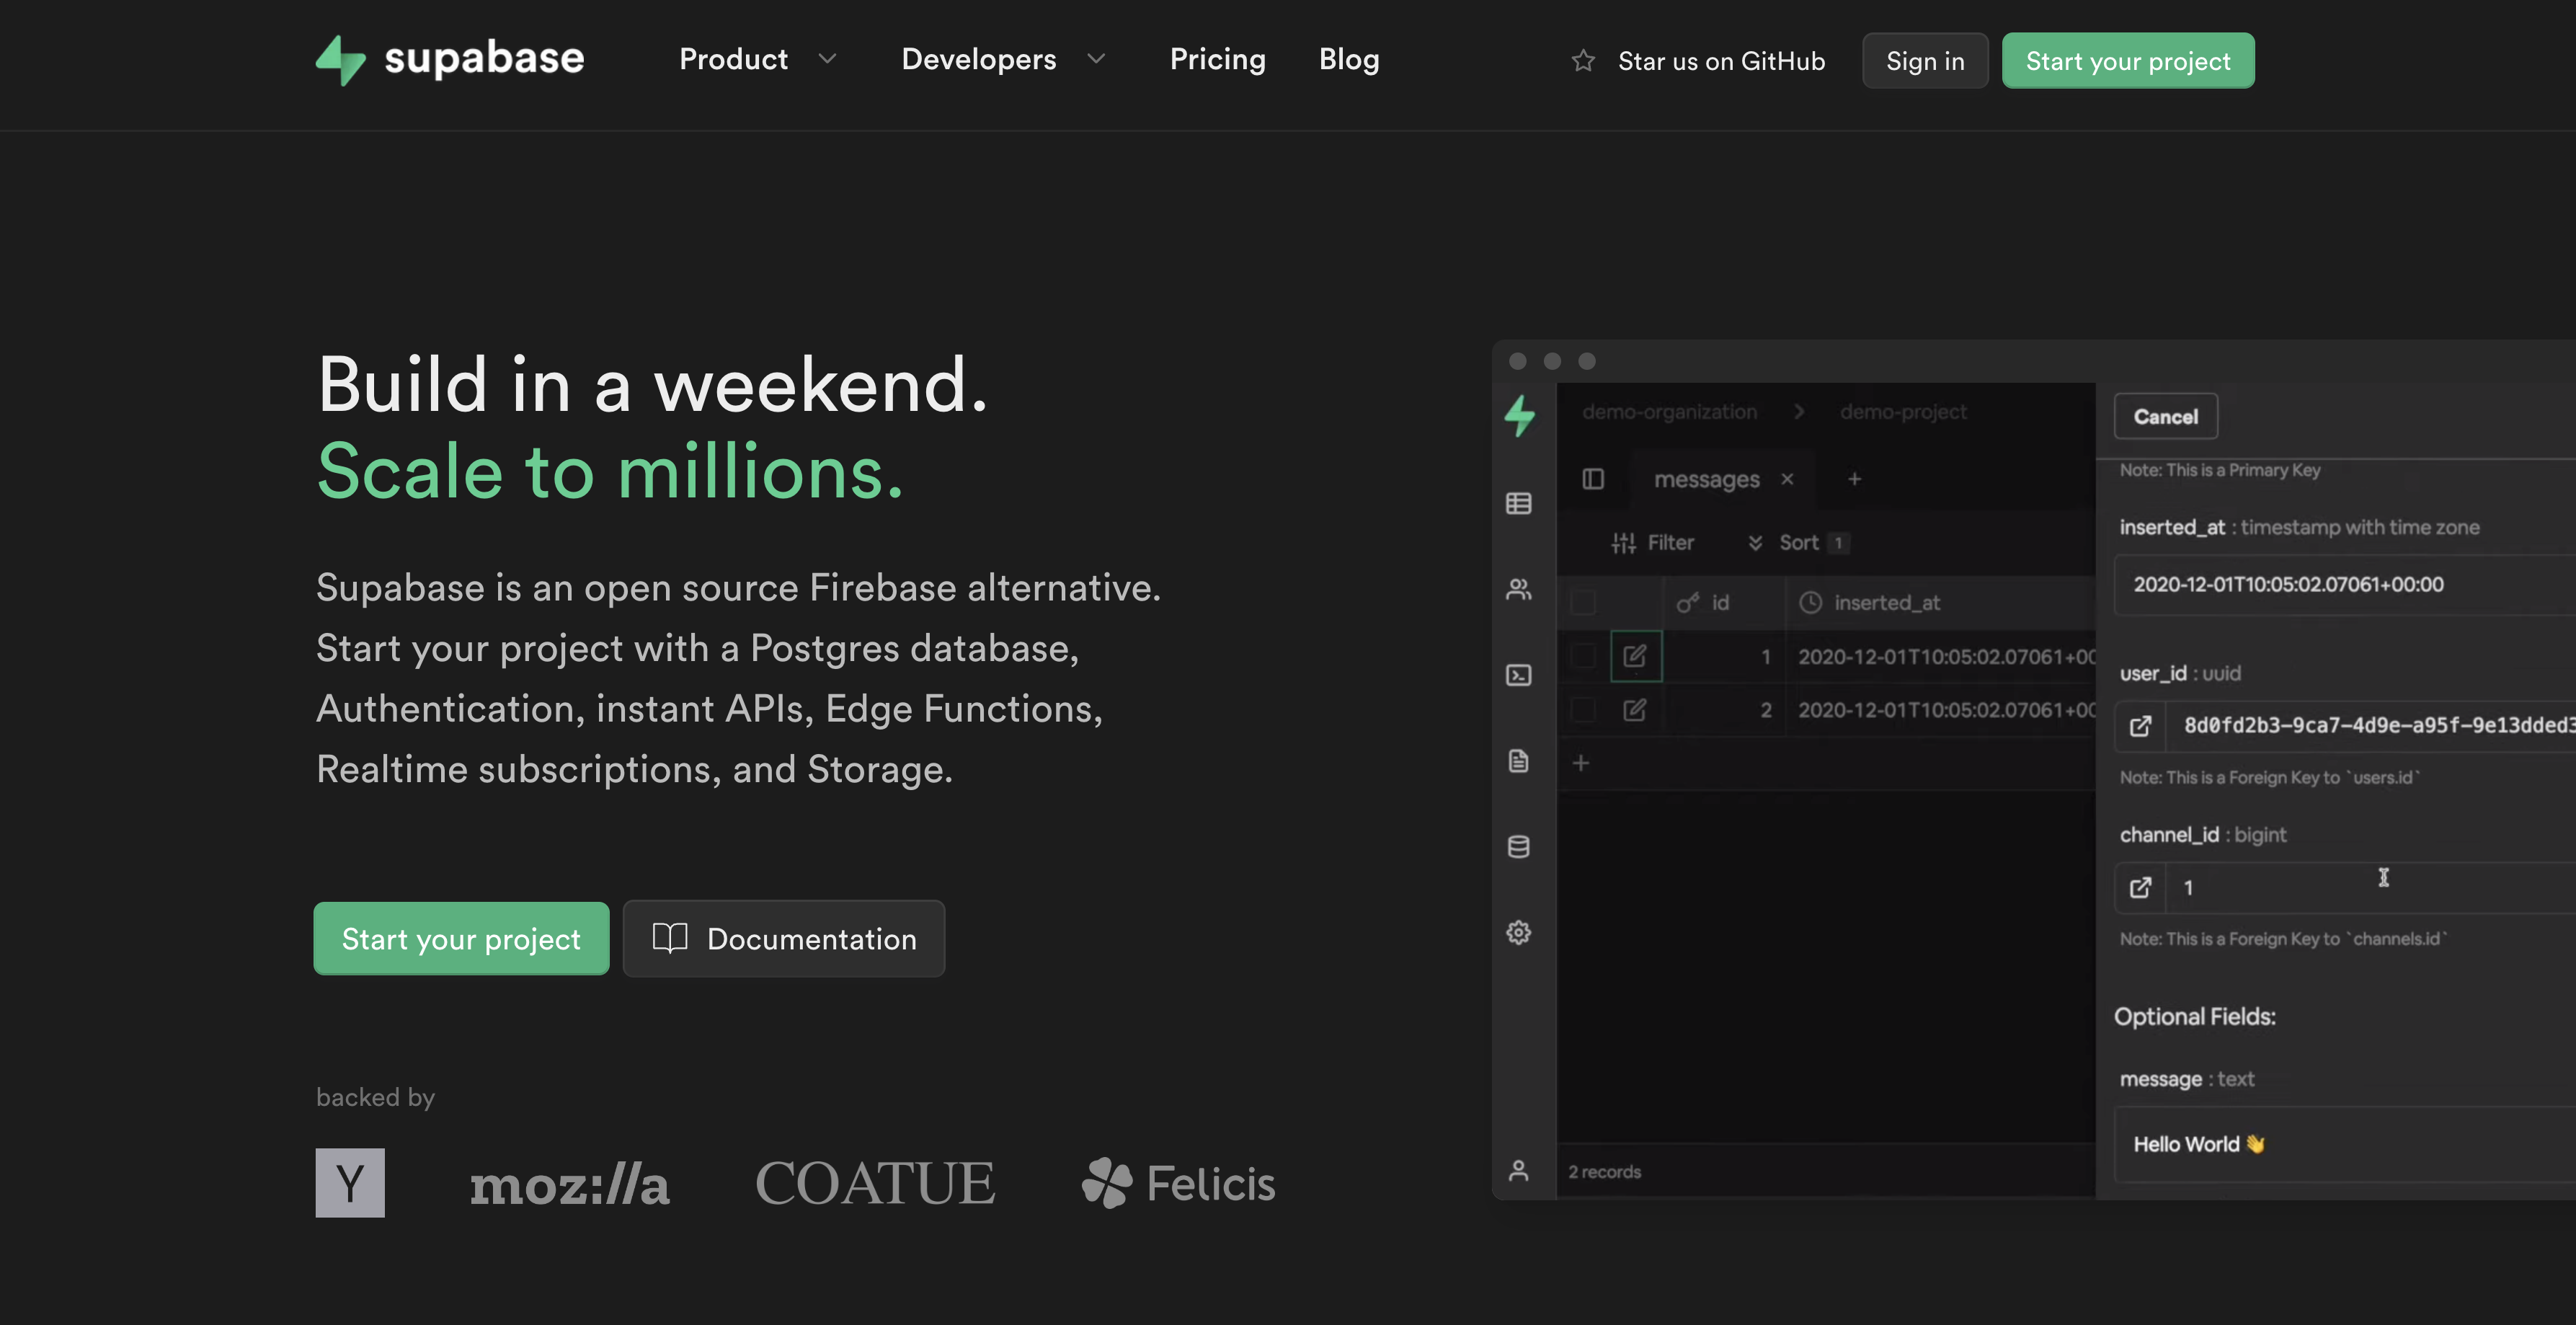 supabase
Product
Developers
Pricing
Blog
Star us on GitHub
Sign in
Start your project
Build in a weekend.
Scale to millions.
Supabase is an open source Firebase alternative.
Start your project with a Postgres database,
Authentication, instant APIs, Edge Functions,
Realtime subscriptions, and Storage.
Start your project
Documentation
backed by
Y
moz://a
COATUE
Felicis
demo-organization > demo-project
messages × +
Filter
Sort 1
id
inserted_at
1 2020-12-01T10:05:02.07061+00
2 2020-12-01T10:05:02.07061+00
+
2 records
Cancel
Note: This is a Primary Key
inserted_at : timestamp with time zone
2020-12-01T10:05:02.07061+00:00
user_id : uuid
8d0fd2b3-9ca7-4d9e-a95f-9e13dded3
Note: This is a Foreign Key to `users.id`
channel_id : bigint
1
Note: This is a Foreign Key to `channels.id`
Optional Fields:
message : text
Hello World 👋